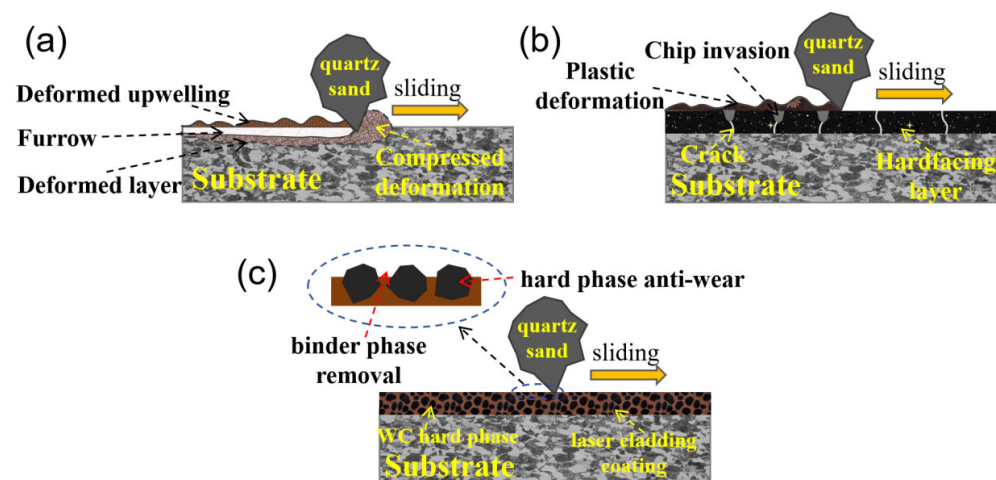 (a)
quartz
sand
sliding
Deformed upwelling
Furrow
Deformed layer
Substrate
Compressed
deformation
(b)
Chip invasion
Plastic
deformation
quartz
sand
sliding
Crack
Substrate
Hardfacing
layer
(c)
hard phase anti-wear
binder phase
removal
quartz
sand
sliding
WC hard phase
laser cladding
coating
Substrate